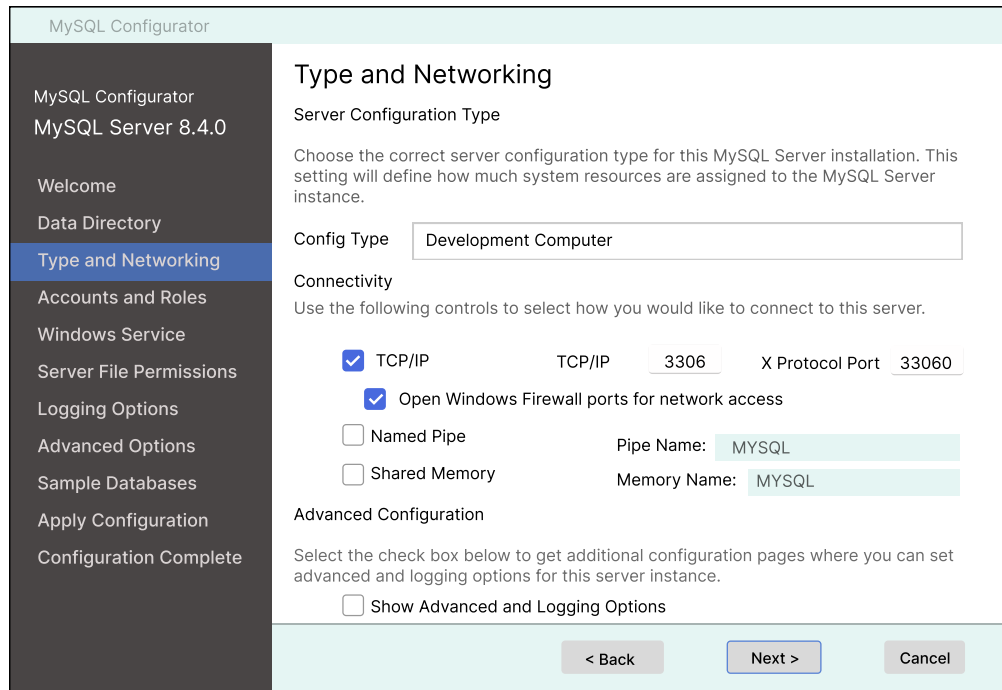 MySQL Configurator
MySQL Configurator
MySQL Server 8.4.0
Welcome
Data Directory
Type and Networking
Accounts and Roles
Windows Service
Server File Permissions
Logging Options
Advanced Options
Sample Databases
Apply Configuration
Configuration Complete
Type and Networking
Server Configuration Type
Choose the correct server configuration type for this MySQL Server installation. This
setting will define how much system resources are assigned to the MySQL Server
instance.
Config Type Development Computer
Connectivity
Use the following controls to select how you would like to connect to this server.
TCP/IP TCP/IP 3306 X Protocol Port 33060
Open Windows Firewall ports for network access
Named Pipe Pipe Name: MYSQL
Shared Memory Memory Name: MYSQL
Advanced Configuration
Select the check box below to get additional configuration pages where you can set
advanced and logging options for this server instance.
Show Advanced and Logging Options
< Back Next > Cancel